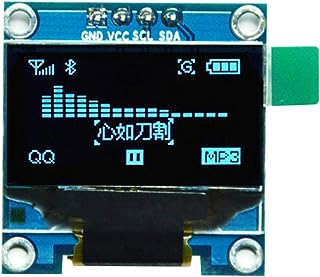 GND VCC SCL SDA
G
心如刀割
QQ
MP3